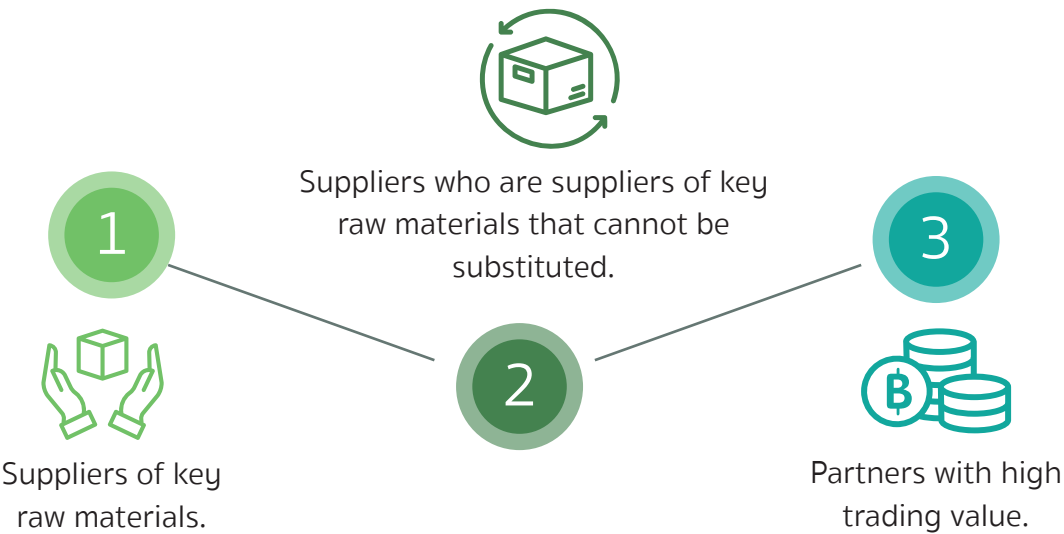 1
Suppliers of key
raw materials.
Suppliers who are suppliers of key
raw materials that cannot be
substituted.
2
3
฿
Partners with high
trading value.